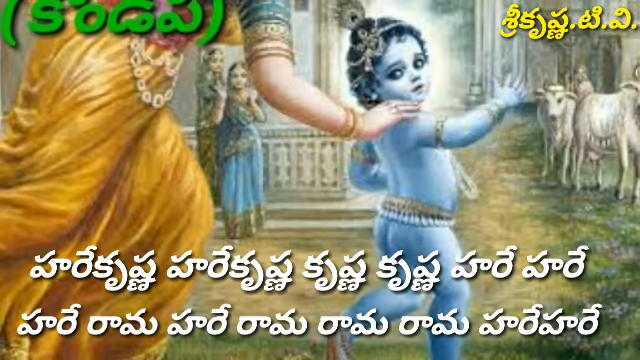 (కొండపి)
శ్రీకృష్ణ.టి.వి.
హరేకృష్ణ హరేకృష్ణ కృష్ణ కృష్ణ హరే హరే
హరే రామ హరే రామ రామ రామ హరేహరే